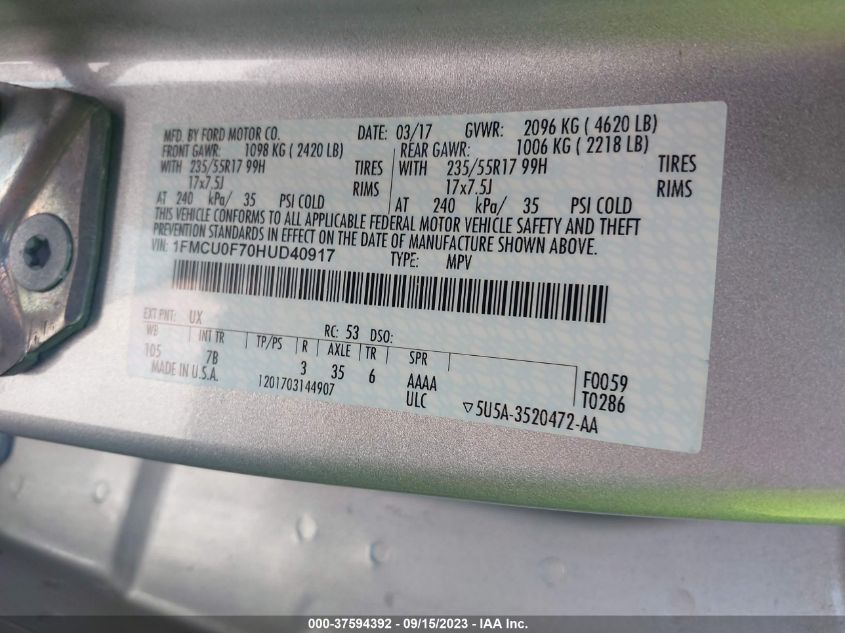 MFD. BY FORD MOTOR CO. DATE: 03/17 GVWR: 2096 KG ( 4620 LB)
FRONT GAWR: 1098 KG ( 2420 LB) REAR GAWR: 1006 KG ( 2218 LB)
WITH 235/55R17 99H TIRES WITH 235/55R17 99H TIRES
17x7.5J RIMS 17x7.5J RIMS
AT 240 kPa/ 35 PSI COLD AT 240 kPa/ 35 PSI COLD
THIS VEHICLE CONFORMS TO ALL APPLICABLE FEDERAL MOTOR VEHICLE SAFETY AND THEFT
PREVENTION STANDARDS IN EFFECT ON THE DATE OF MANUFACTURE SHOWN ABOVE.
VIN: 1FMCU0F70HUD40917 TYPE: MPV
EXT PNT: UX RC: 53 DSO:
WB INT TR TP/PS R AXLE TR SPR
105 7B 3 35 6 AAAA F0059
MADE IN U.S.A. 1201703144907 ULC T0286
▽5U5A-3520472-AA
000-37594392 - 09/15/2023 - IAA Inc.